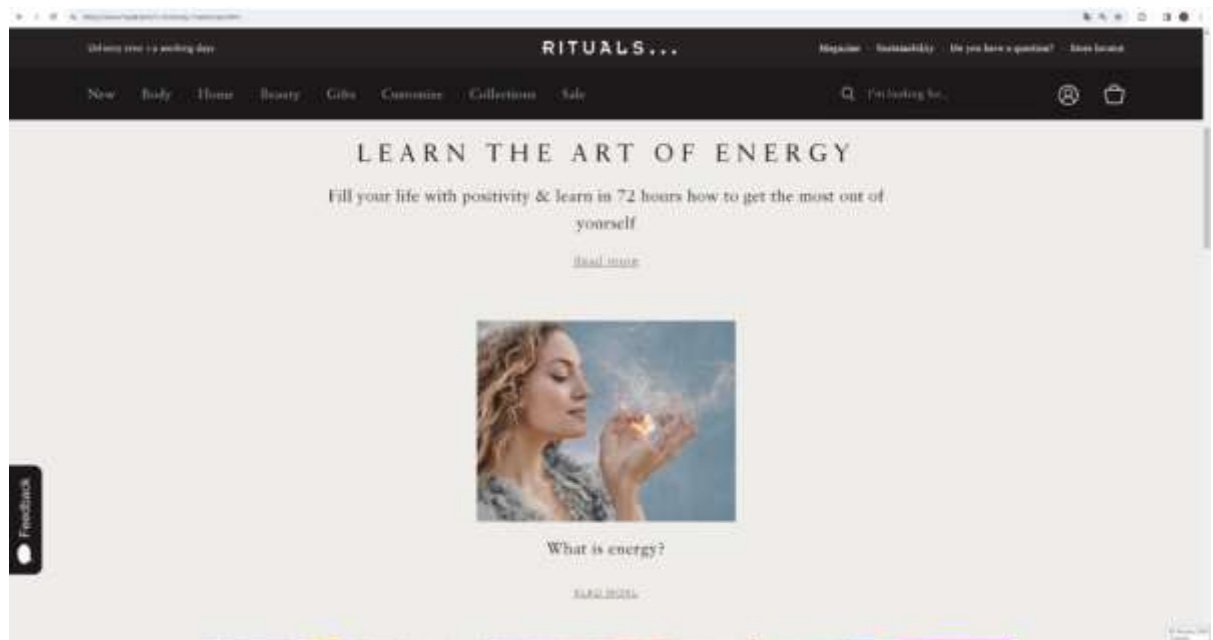 Delivery time 1-2 working days
RITUALS...
Magazine Sustainability Do you have a question? Store locator
New Body Home Beauty Gifts Customize Collections Sale
I'm looking for...
LEARN THE ART OF ENERGY
Fill your life with positivity & learn in 72 hours how to get the most out of
yourself
Read more
What is energy?
READ MORE
Feedback